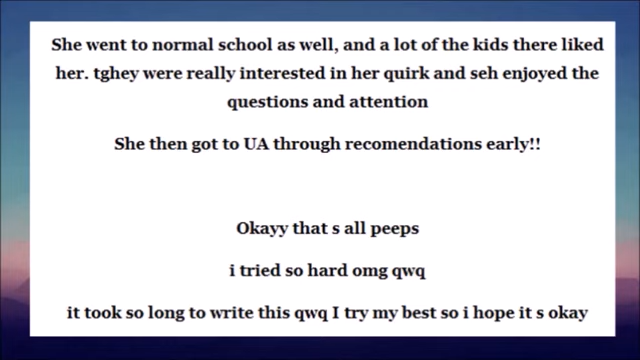 She went to normal school as well, and a lot of the kids there liked
her. tghey were really interested in her quirk and seh enjoyed the
questions and attention
She then got to UA through recomendations early!!
Okayy that s all peeps
i tried so hard omg qwq
it took so long to write this qwq I try my best so i hope it s okay